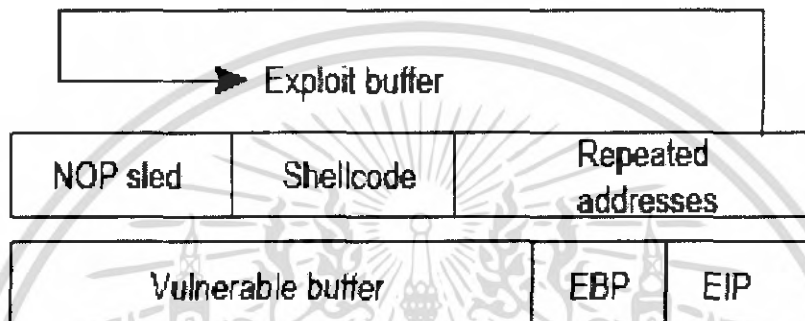 Exploit buffer
NOP sled
Shellcode
Repeated
addresses
Vulnerable buffer
EBP
EIP